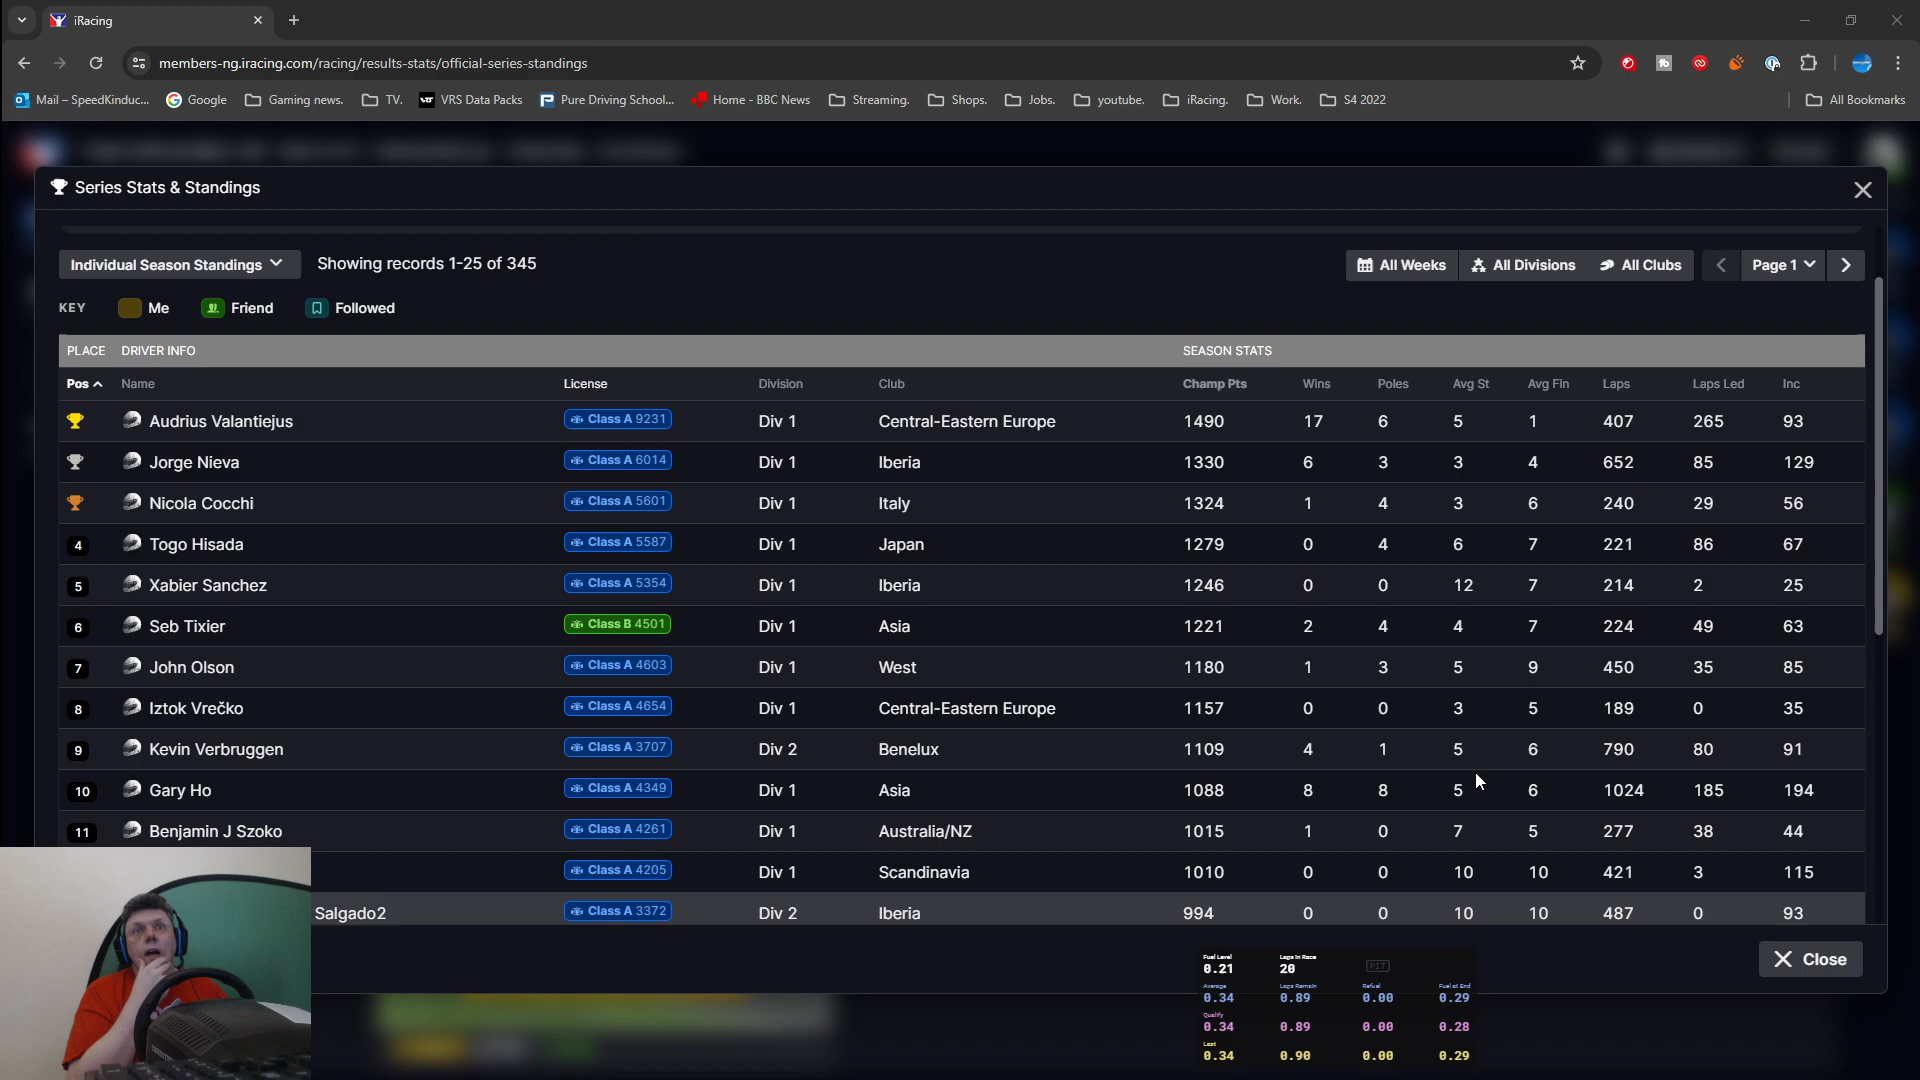 iRacing
members-ng.iracing.com/racing/results-stats/official-series-standings
Mail – SpeedKinduc... Google Gaming news. TV. VRS Data Packs Pure Driving School... Home - BBC News Streaming. Shops. Jobs. youtube. iRacing. Work. S4 2022 All Bookmarks
Series Stats & Standings
Individual Season Standings Showing records 1-25 of 345 All Weeks All Divisions All Clubs Page 1
KEY Me Friend Followed
PLACE DRIVER INFO SEASON STATS
Pos Name License Division Club Champ Pts Wins Poles Avg St Avg Fin Laps Laps Led Inc
Audrius Valantiejus Class A 9231 Div 1 Central-Eastern Europe 1490 17 6 5 1 407 265 93
Jorge Nieva Class A 6014 Div 1 Iberia 1330 6 3 3 4 652 85 129
Nicola Cocchi Class A 5601 Div 1 Italy 1324 1 4 3 6 240 29 56
4 Togo Hisada Class A 5587 Div 1 Japan 1279 0 4 6 7 221 86 67
5 Xabier Sanchez Class A 5354 Div 1 Iberia 1246 0 0 12 7 214 2 25
6 Seb Tixier Class B 4501 Div 1 Asia 1221 2 4 4 7 224 49 63
7 John Olson Class A 4603 Div 1 West 1180 1 3 5 9 450 35 85
8 Iztok Vrečko Class A 4654 Div 1 Central-Eastern Europe 1157 0 0 3 5 189 0 35
9 Kevin Verbruggen Class A 3707 Div 2 Benelux 1109 4 1 5 6 790 80 91
10 Gary Ho Class A 4349 Div 1 Asia 1088 8 8 5 6 1024 185 194
11 Benjamin J Szoko Class A 4261 Div 1 Australia/NZ 1015 1 0 7 5 277 38 44
Class A 4205 Div 1 Scandinavia 1010 0 0 10 10 421 3 115
Salgado2 Class A 3372 Div 2 Iberia 994 0 0 10 10 487 0 93
Close
Fuel Level Laps In Race
0.21 20 PIT
Average Laps Remain Refuel Fuel at End
0.34 0.89 0.00 0.29
Qualify
0.34 0.89 0.00 0.28
Last
0.34 0.90 0.00 0.29